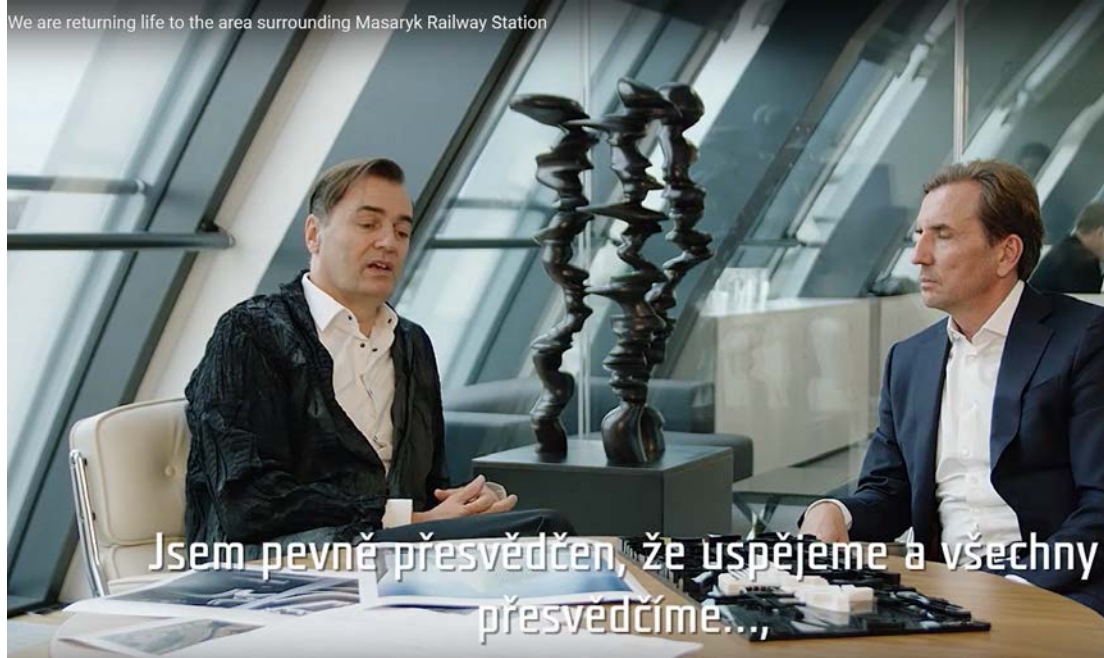 We are returning life to the area surrounding Masaryk Railway Station
Jsem pevně přesvědčen, že uspějeme a všechny
přesvědčíme...,